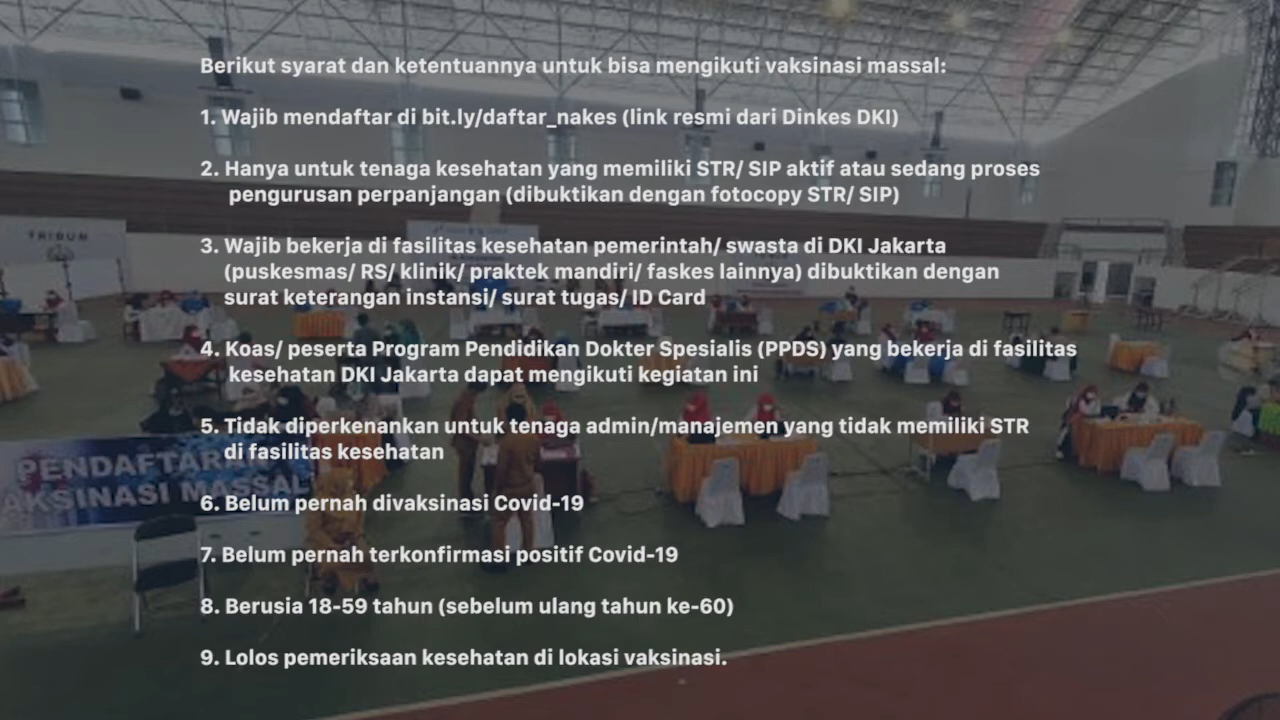 Berikut syarat dan ketentuannya untuk bisa mengikuti vaksinasi massal:
1. Wajib mendaftar di bit.ly/daftar_nakes (link resmi dari Dinkes DKI)
2. Hanya untuk tenaga kesehatan yang memiliki STR/ SIP aktif atau sedang proses
pengurusan perpanjangan (dibuktikan dengan fotocopy STR/ SIP)
3. Wajib bekerja di fasilitas kesehatan pemerintah/ swasta di DKI Jakarta
(puskesmas/ RS/ klinik/ praktek mandiri/ faskes lainnya) dibuktikan dengan
surat keterangan instansi/ surat tugas/ ID Card
4. Koas/ peserta Program Pendidikan Dokter Spesialis (PPDS) yang bekerja di fasilitas
kesehatan DKI Jakarta dapat mengikuti kegiatan ini
5. Tidak diperkenankan untuk tenaga admin/manajemen yang tidak memiliki STR
di fasilitas kesehatan
6. Belum pernah divaksinasi Covid-19
7. Belum pernah terkonfirmasi positif Covid-19
8. Berusia 18-59 tahun (sebelum ulang tahun ke-60)
9. Lolos pemeriksaan kesehatan di lokasi vaksinasi.
TRIBUN
PENDAFTARAN
VAKSINASI MASSAL